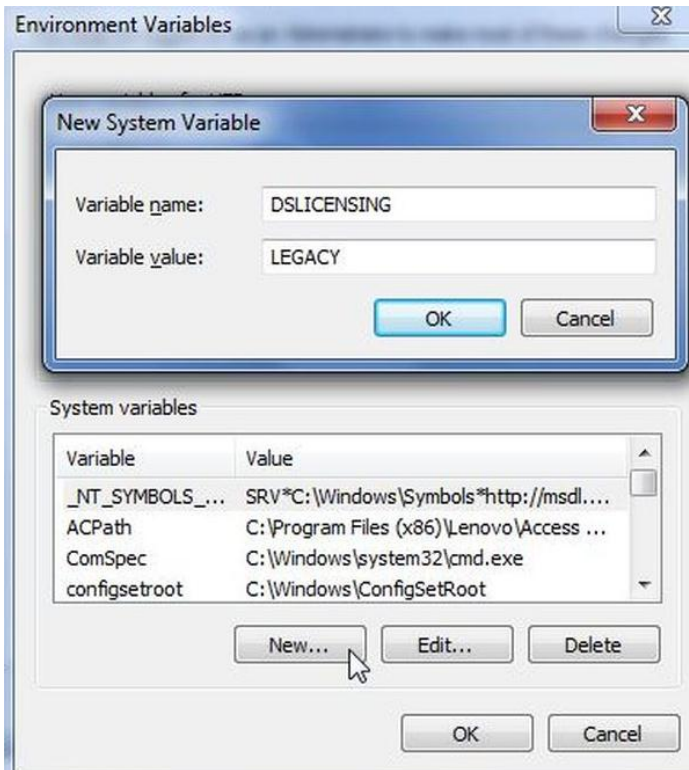 Environment Variables
New System Variable
Variable name: DSLICENSING
Variable value: LEGACY
OK Cancel
System variables
Variable Value
_NT_SYMBOLS_... SRV*C:\Windows\Symbols*http://msdl....
ACPath C:\Program Files (x86)\Lenovo\Access ...
ComSpec C:\Windows\system32\cmd.exe
configsetroot C:\Windows\ConfigSetRoot
New... Edit... Delete
OK Cancel